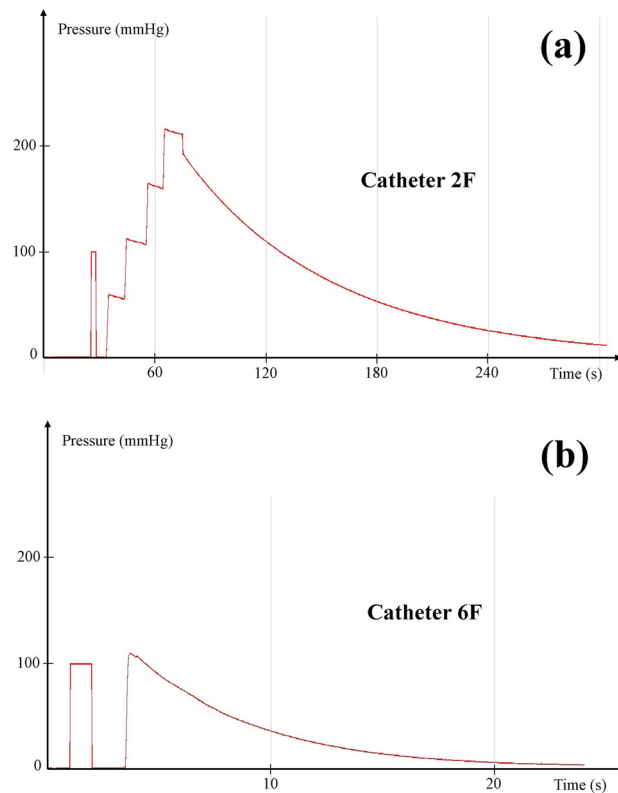 Pressure (mmHg)
(a)
200
Catheter 2F
100
0
60
120
180
240
Time (s)
Pressure (mmHg)
(b)
200
Catheter 6F
100
0
10
20
Time (s)